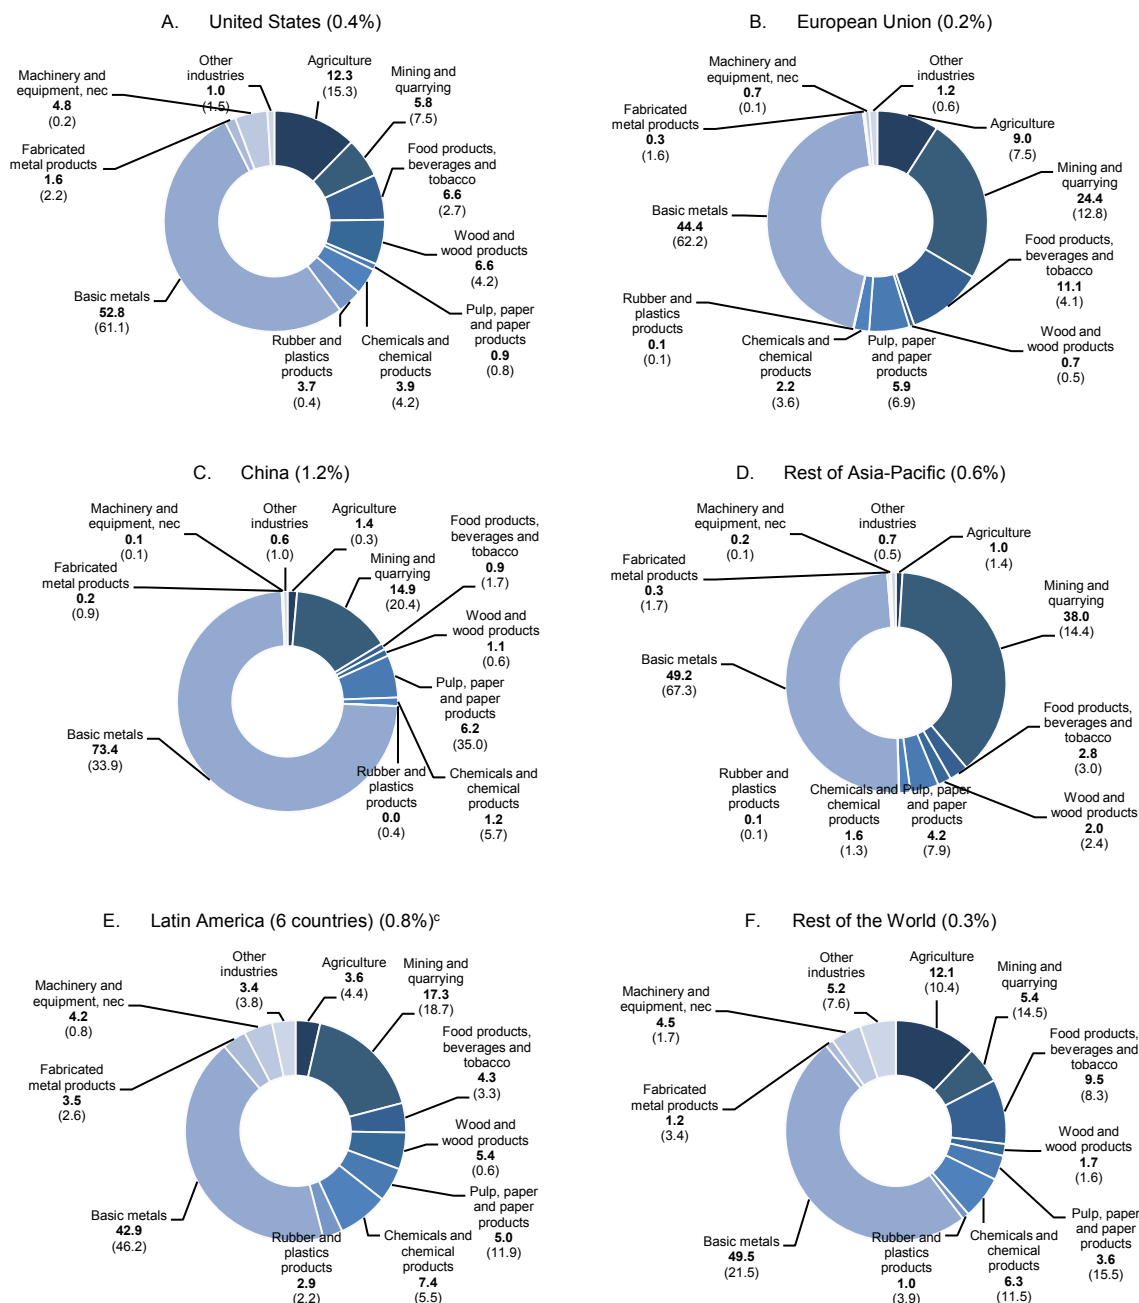 A. United States (0.4%)
Machinery and
equipment, nec
4.8
(0.2)
Other
industries
1.0
(1.5)
Agriculture
12.3
(15.3)
Mining and
quarrying
5.8
(7.5)
Fabricated
metal products
1.6
(2.2)
Food products,
beverages and
tobacco
6.6
(2.7)
Wood and
wood products
6.6
(4.2)
Basic metals
52.8
(61.1)
Pulp, paper
and paper
products
0.9
(0.8)
Rubber and
plastics
products
3.7
(0.4)
Chemicals and
chemical
products
3.9
(4.2)
B. European Union (0.2%)
Machinery and
equipment, nec
0.7
(0.1)
Other
industries
1.2
(0.6)
Fabricated
metal products
0.3
(1.6)
Agriculture
9.0
(7.5)
Mining and
quarrying
24.4
(12.8)
Basic metals
44.4
(62.2)
Food products,
beverages and
tobacco
11.1
(4.1)
Rubber and
plastics
products
0.1
(0.1)
Chemicals and
chemical
products
2.2
(3.6)
Pulp, paper
and paper
products
5.9
(6.9)
Wood and
wood products
0.7
(0.5)
C. China (1.2%)
Machinery and
equipment, nec
0.1
(0.1)
Other
industries
0.6
(1.0)
Agriculture
1.4
(0.3)
Food products,
beverages and
tobacco
0.9
(1.7)
Mining and
quarrying
14.9
(20.4)
Fabricated
metal products
0.2
(0.9)
Wood and
wood products
1.1
(0.6)
Pulp, paper
and paper
products
6.2
(35.0)
Basic metals
73.4
(33.9)
Rubber and
plastics
products
0.0
(0.4)
Chemicals and
chemical
products
1.2
(5.7)
D. Rest of Asia-Pacific (0.6%)
Machinery and
equipment, nec
0.2
(0.1)
Other
industries
0.7
(0.5)
Agriculture
1.0
(1.4)
Fabricated
metal products
0.3
(1.7)
Mining and
quarrying
38.0
(14.4)
Basic metals
49.2
(67.3)
Food products,
beverages and
tobacco
2.8
(3.0)
Rubber and
plastics
products
0.1
(0.1)
Chemicals and
chemical
products
1.6
(1.3)
Pulp, paper
and paper
products
4.2
(7.9)
Wood and
wood products
2.0
(2.4)
E. Latin America (6 countries) (0.8%)ᶜ
Other
industries
3.4
(3.8)
Agriculture
3.6
(4.4)
Mining and
quarrying
17.3
(18.7)
Machinery and
equipment, nec
4.2
(0.8)
Food products,
beverages and
tobacco
4.3
(3.3)
Fabricated
metal products
3.5
(2.6)
Wood and
wood products
5.4
(0.6)
Pulp, paper
and paper
products
5.0
(11.9)
Basic metals
42.9
(46.2)
Rubber and
plastics
products
2.9
(2.2)
Chemicals and
chemical
products
7.4
(5.5)
F. Rest of the World (0.3%)
Other
industries
5.2
(7.6)
Agriculture
12.1
(10.4)
Mining and
quarrying
5.4
(14.5)
Machinery and
equipment, nec
4.5
(1.7)
Food products,
beverages and
tobacco
9.5
(8.3)
Fabricated
metal products
1.2
(3.4)
Wood and
wood products
1.7
(1.6)
Pulp, paper
and paper
products
3.6
(15.5)
Basic metals
49.5
(21.5)
Rubber and
plastics
products
1.0
(3.9)
Chemicals and
chemical
products
6.3
(11.5)